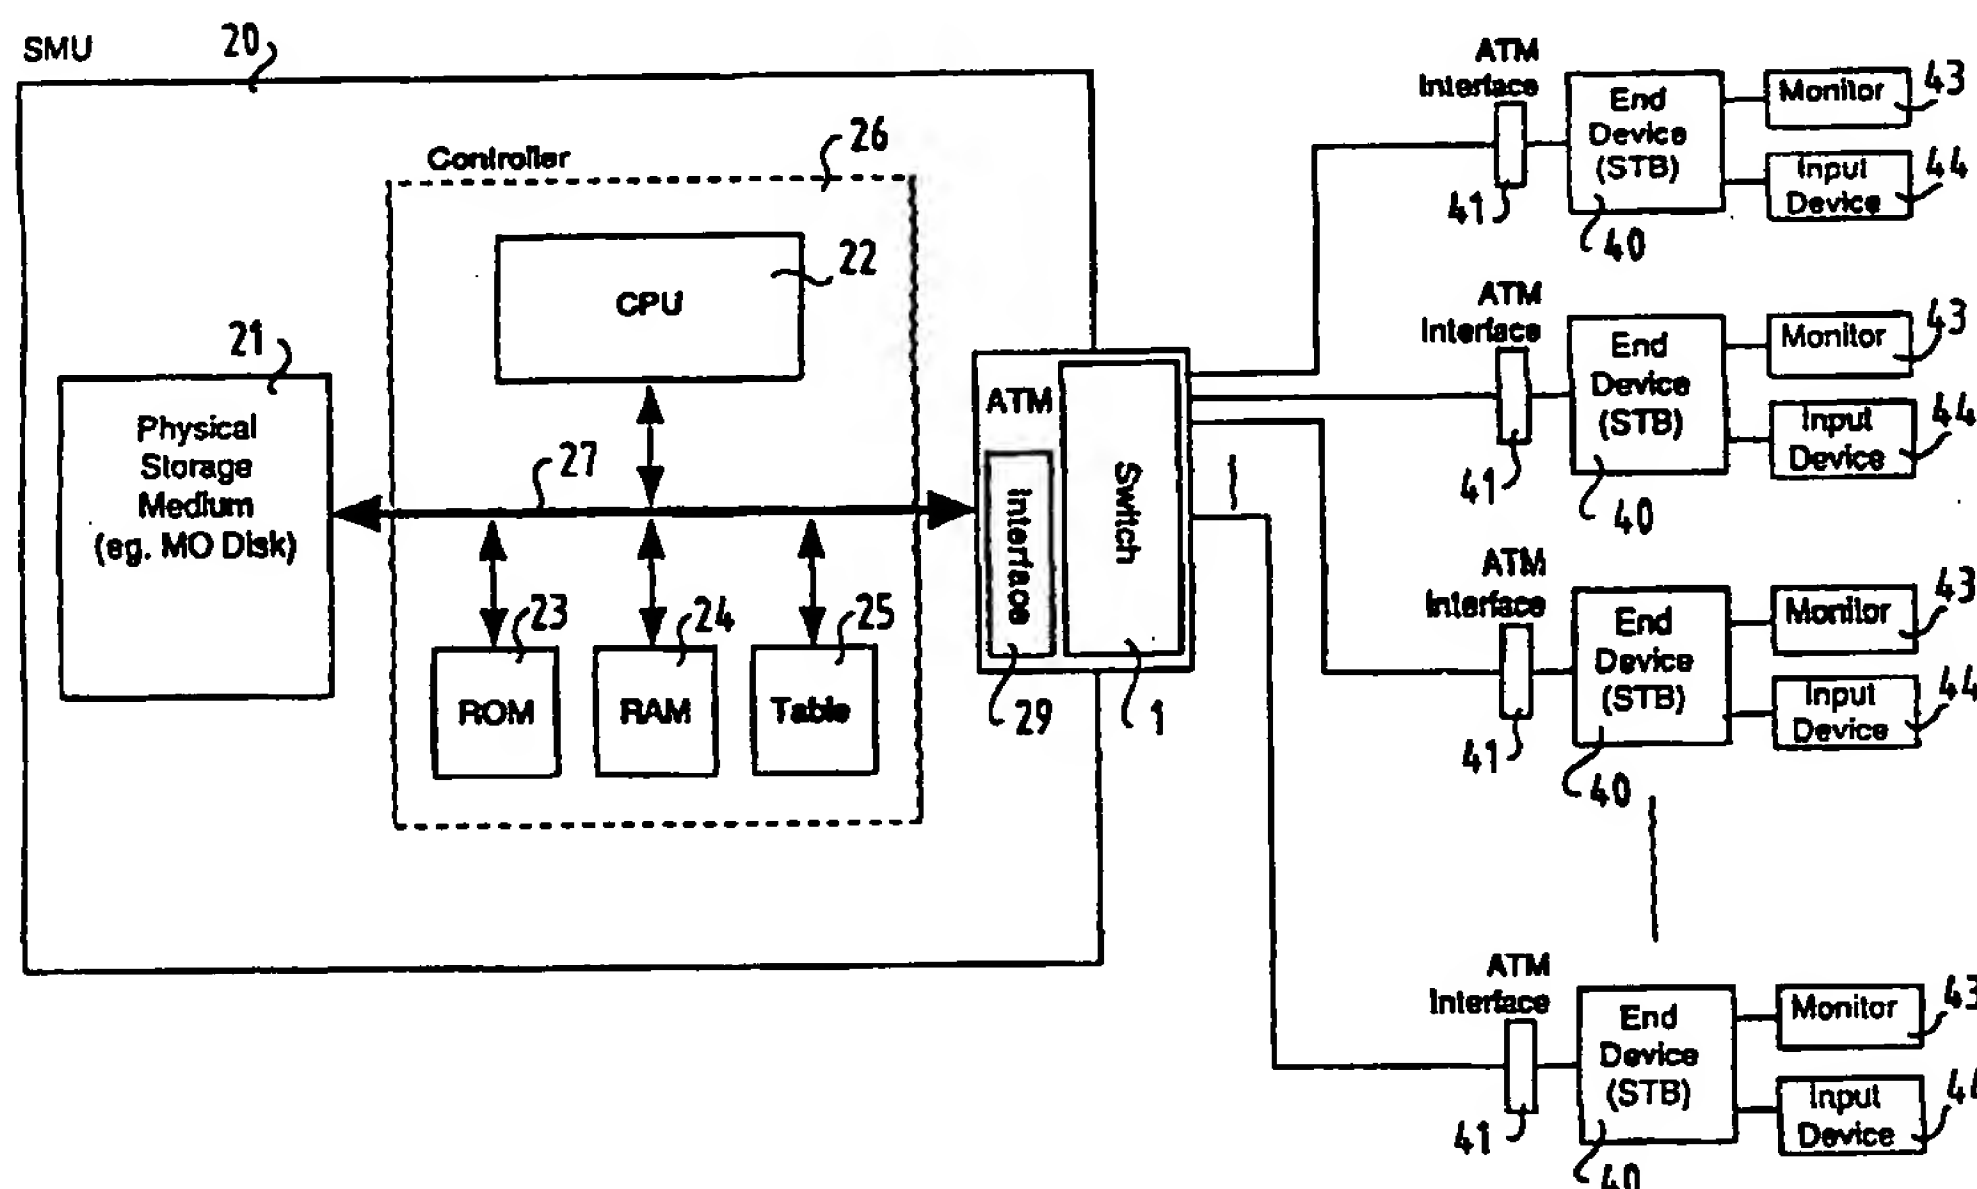 SMU
20
Controller
26
CPU
22
21
Physical
Storage
Medium
(eg. MO Disk)
27
23
ROM
24
RAM
25
Table
ATM
Interface
Switch
29
1
ATM
Interface
41
End
Device
(STB)
40
Monitor
43
Input
Device
44
ATM
Interface
41
End
Device
(STB)
40
Monitor
43
Input
Device
44
ATM
Interface
41
End
Device
(STB)
40
Monitor
43
Input
Device
44
ATM
Interface
41
End
Device
(STB)
40
Monitor
43
Input
Device
44